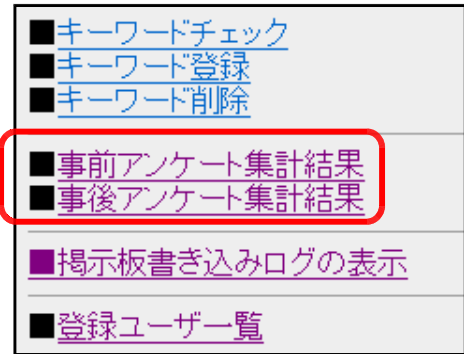 ■キーワードチェック
■キーワード登録
■キーワード削除
■事前アンケート集計結果
■事後アンケート集計結果
■掲示板書き込みログの表示
■登録ユーザ一覧